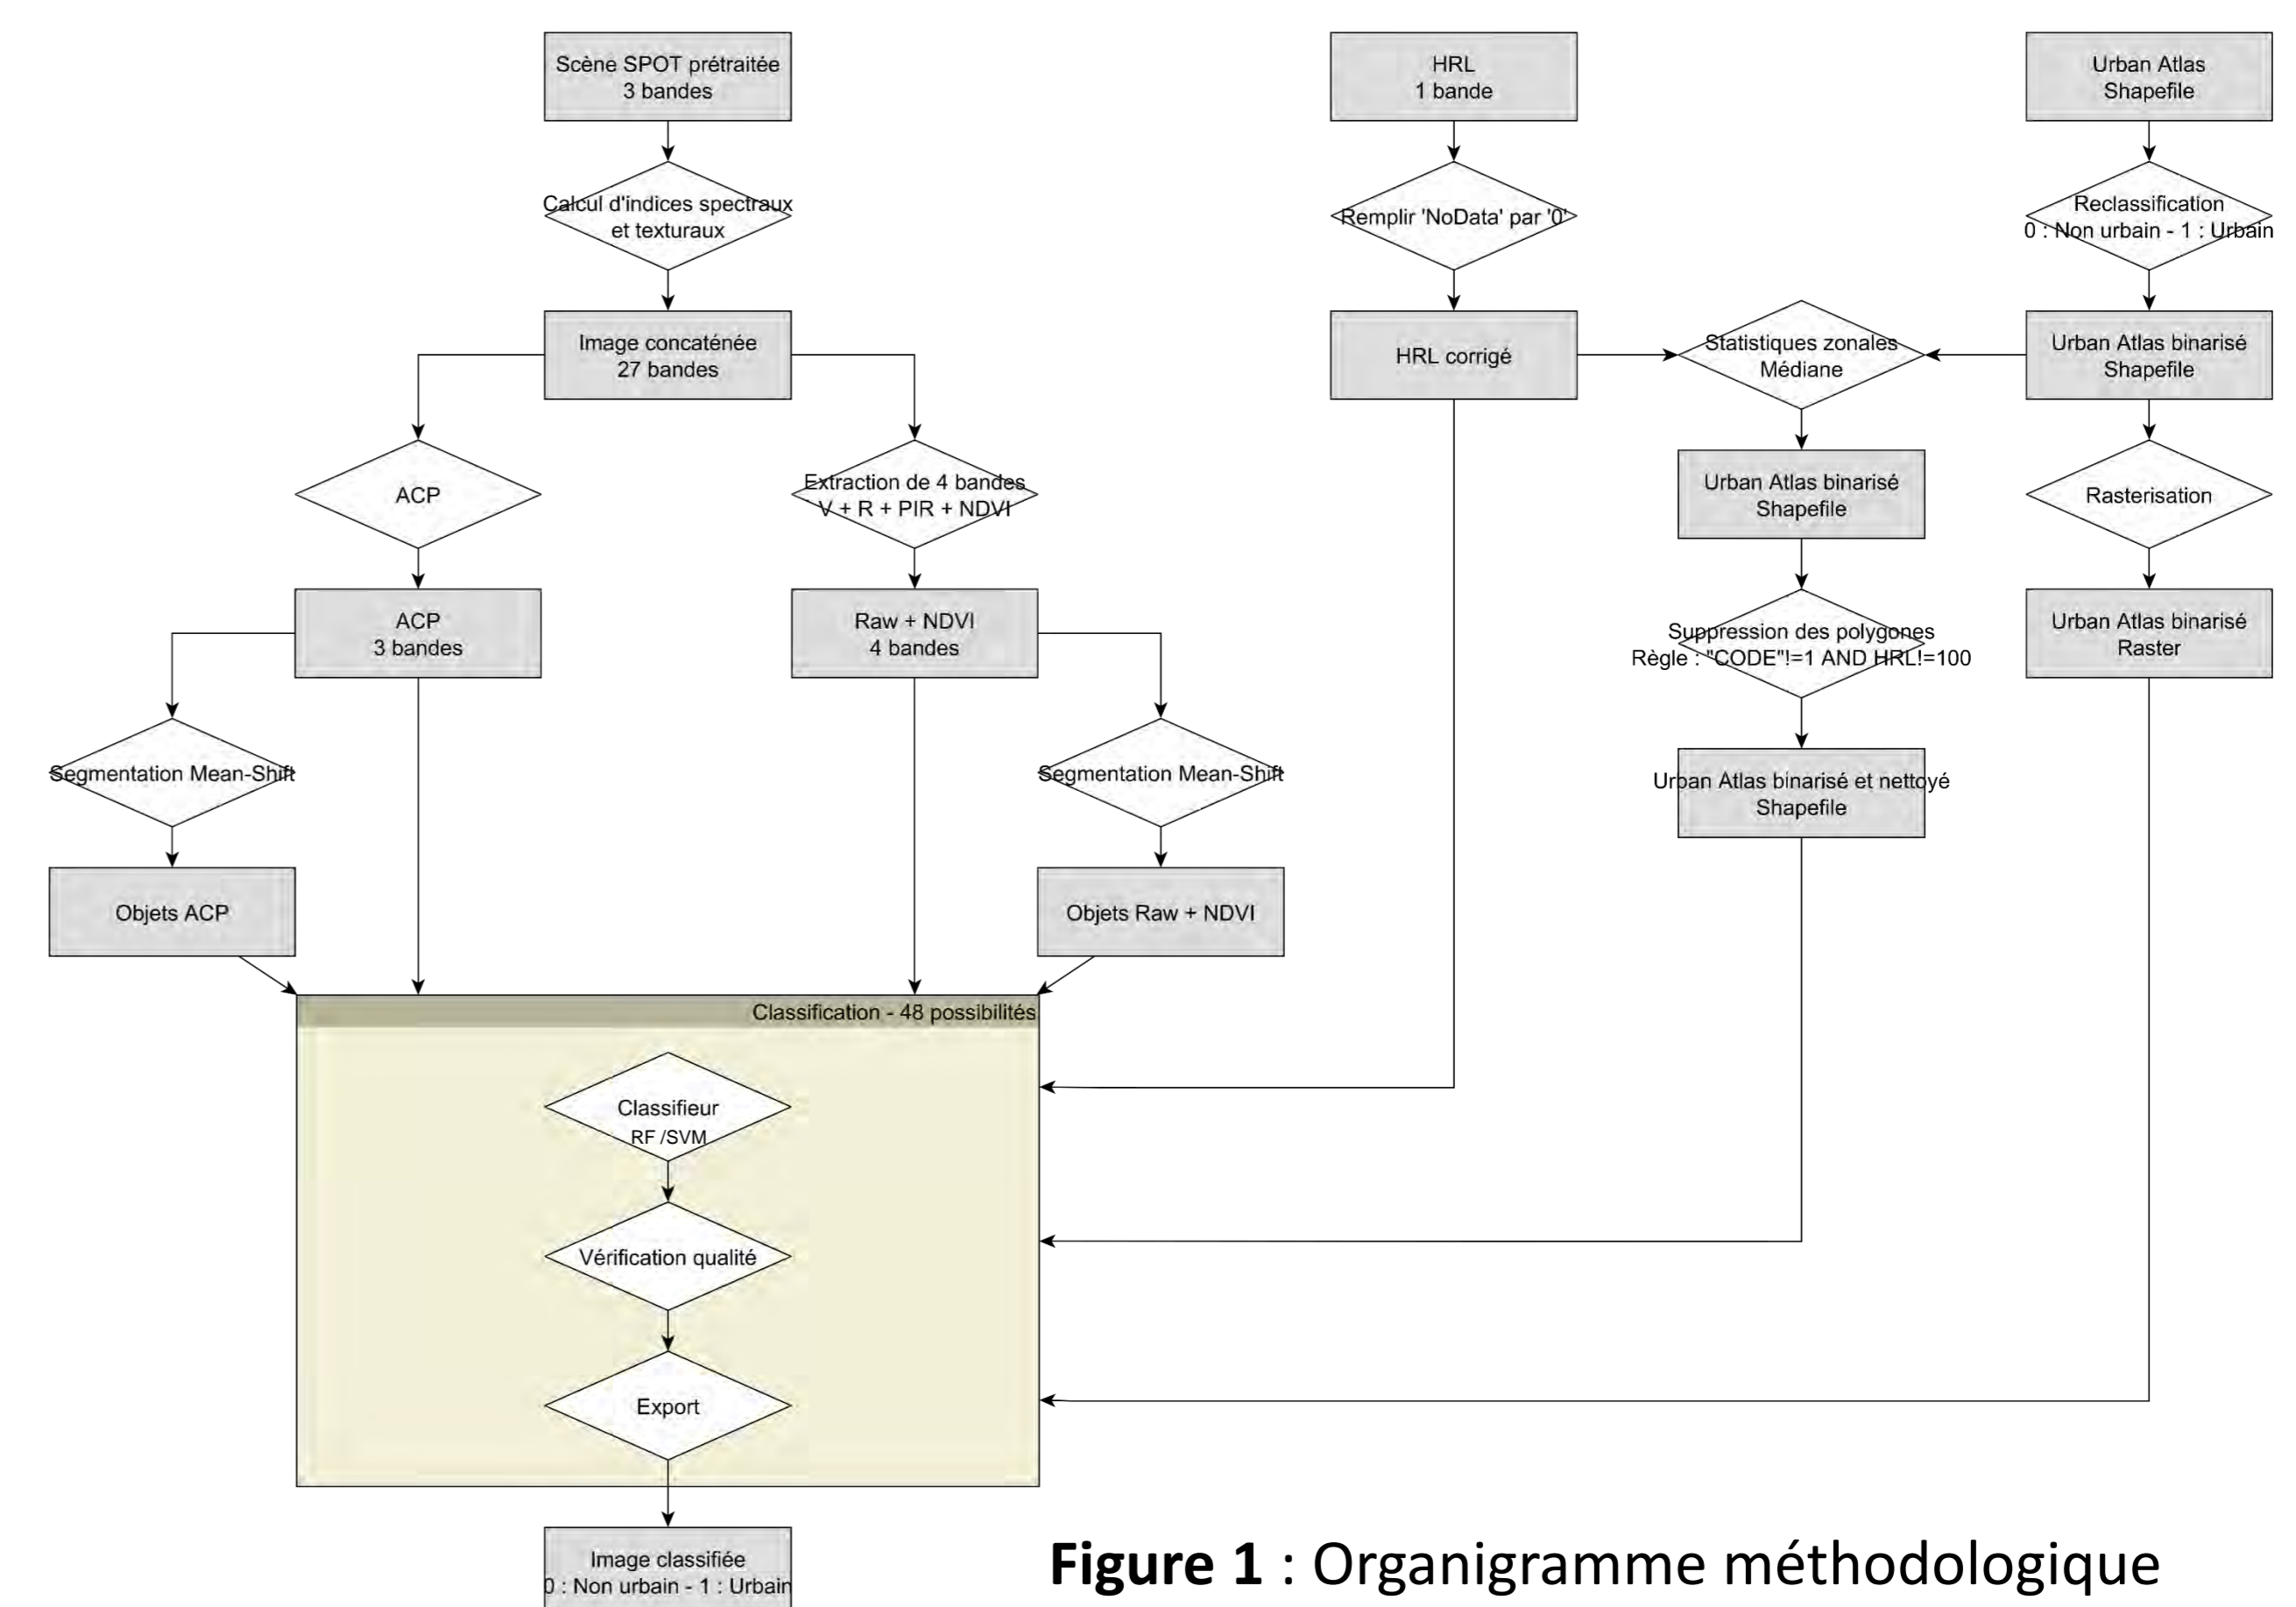 Scène SPOT prétraitée
3 bandes
HRL
1 bande
Urban Atlas
Shapefile
Calcul d'indices spectraux
et texturaux
Remplir 'NoData' par '0'
Reclassification
0 : Non urbain - 1 : Urbain
Image concaténée
27 bandes
HRL corrigé
Statistiques zonales
Médiane
Urban Atlas binarisé
Shapefile
ACP
Extraction de 4 bandes
V + R + PIR + NDVI
Urban Atlas binarisé
Shapefile
Rasterisation
ACP
3 bandes
Raw + NDVI
4 bandes
Suppression des polygones
Règle : "CODE"!=1 AND HRL!=100
Urban Atlas binarisé
Raster
Segmentation Mean-Shift
Segmentation Mean-Shift
Urban Atlas binarisé et nettoyé
Shapefile
Objets ACP
Objets Raw + NDVI
Classification - 48 possibilités
Classifieur
RF /SVM
Vérification qualité
Export
Image classifiée
0 : Non urbain - 1 : Urbain
Figure 1 : Organigramme méthodologique